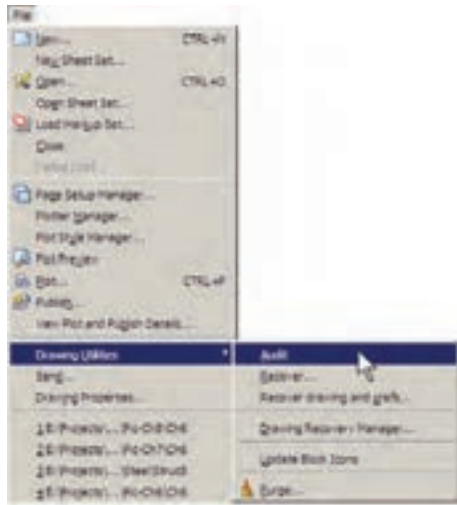 File
New... CTRL+N
New Sheet Set...
Open... CTRL+O
Open Sheet Set...
Load Markup Set...
Close
Partial Load...
Page Setup Manager...
Plotter Manager...
Plot Style Manager...
Plot Preview
Plot... CTRL+P
Publish...
View Plot and Publish Details...
Drawing Utilities
Send...
Drawing Properties...
Audit
Recover...
Recover drawing and xrefs...
Drawing Recovery Manager...
Update Block Icons
Purge...